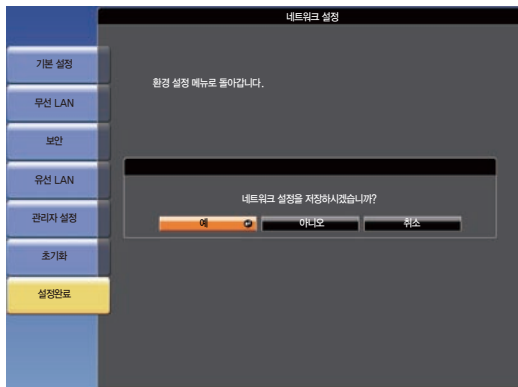 네트워크 설정
기본 설정
무선 LAN
보안
유선 LAN
관리자 설정
초기화
설정완료
환경 설정 메뉴로 돌아갑니다.
네트워크 설정을 저장하시겠습니까?
예
아니오
취소